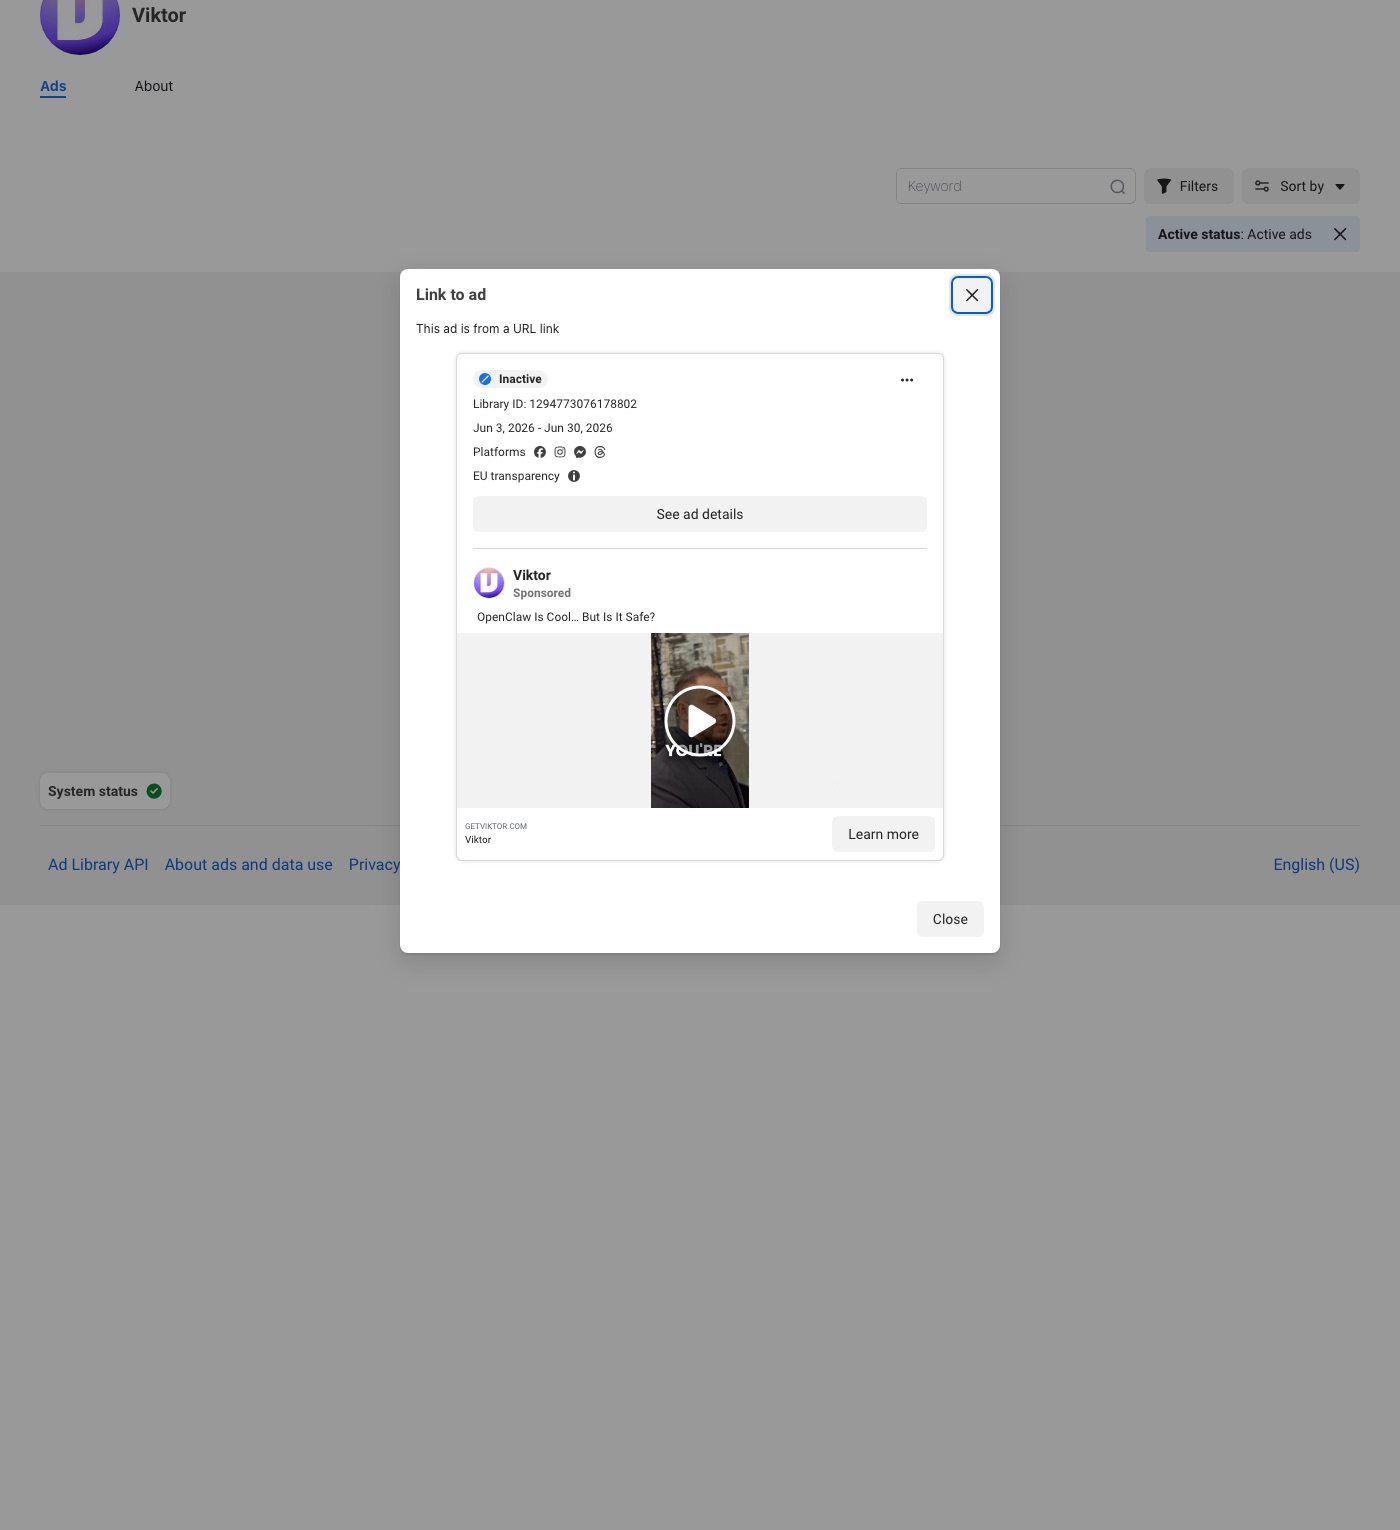 Viktor
Ads
About
Keyword
Filters
Sort by
Active status: Active ads
Link to ad
This ad is from a URL link
Inactive
Library ID: 1294773076178802
Jun 3, 2026 - Jun 30, 2026
Platforms
EU transparency
See ad details
Viktor
Sponsored
OpenClaw Is Cool... But Is It Safe?
YOU'RE
GETVIKTOR.COM
Viktor
Learn more
System status
Ad Library API
About ads and data use
Privacy
English (US)
Close